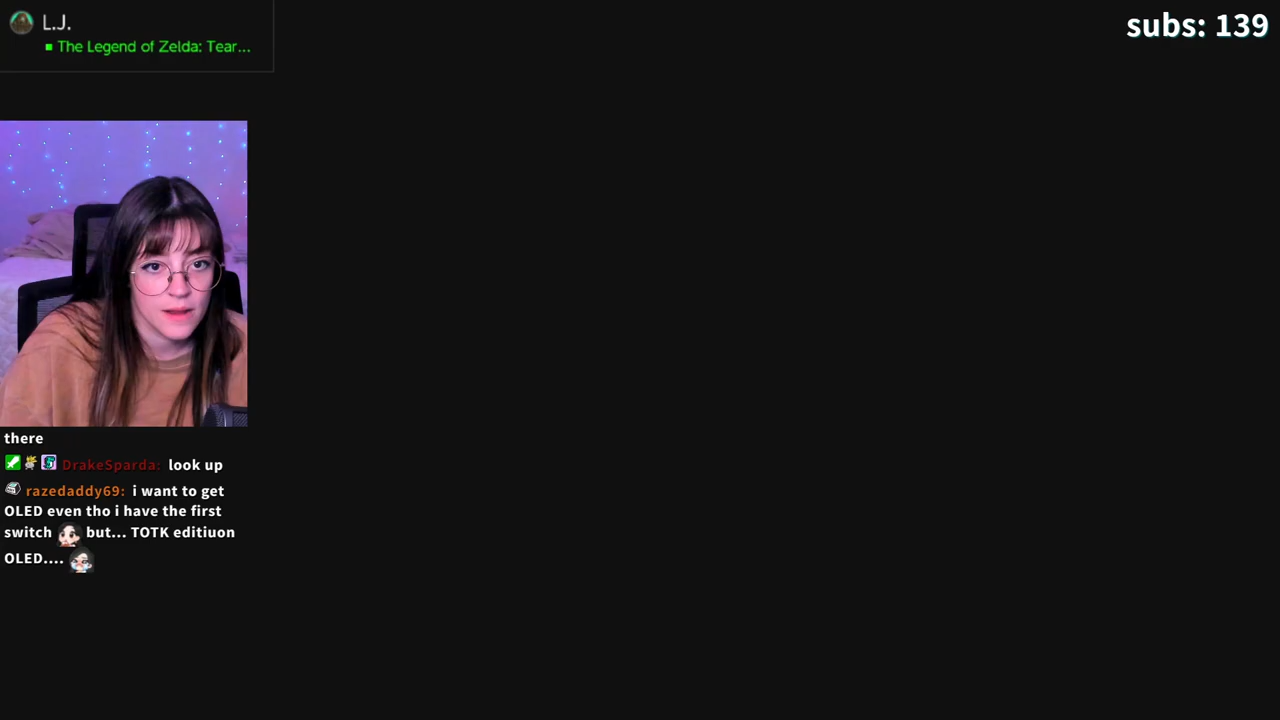 L.J.
The Legend of Zelda: Tear...
subs: 139
there
DrakeSparda: look up
razedaddy69: i want to get
OLED even tho i have the first
switch but... TOTK editiuon
OLED....